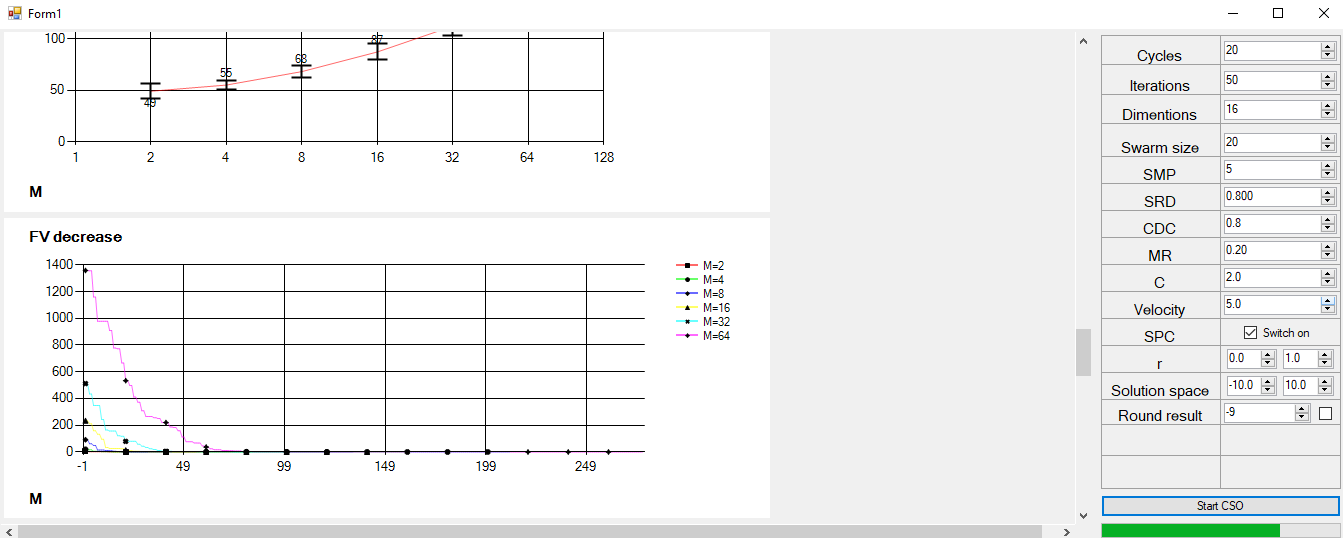 Form1
100
87
68
55
50
49
0
1 2 4 8 16 32 64 128
M
FV decrease
1400
1200
1000
800
600
400
200
0
-1 49 99 149 199 249
M
M=2
M=4
M=8
M=16
M=32
M=64
Cycles 20
Iterations 50
Dimentions 16
Swarm size 20
SMP 5
SRD 0.800
CDC 0.8
MR 0.20
C 2.0
Velocity 5.0
SPC Switch on
r 0.0 1.0
Solution space -10.0 10.0
Round result -9
Start CSO